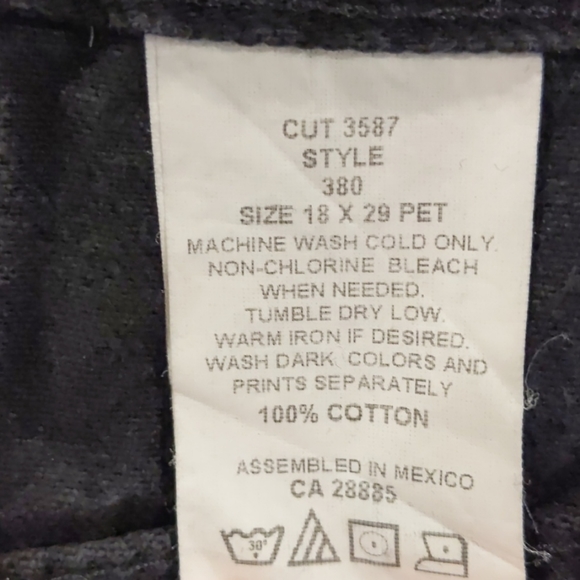 CUT 3587
STYLE
380
SIZE 18 X 29 PET
MACHINE WASH COLD ONLY.
NON-CHLORINE BLEACH
WHEN NEEDED.
TUMBLE DRY LOW.
WARM IRON IF DESIRED.
WASH DARK COLORS AND
PRINTS SEPARATELY
100% COTTON
ASSEMBLED IN MEXICO
CA 28885
30°